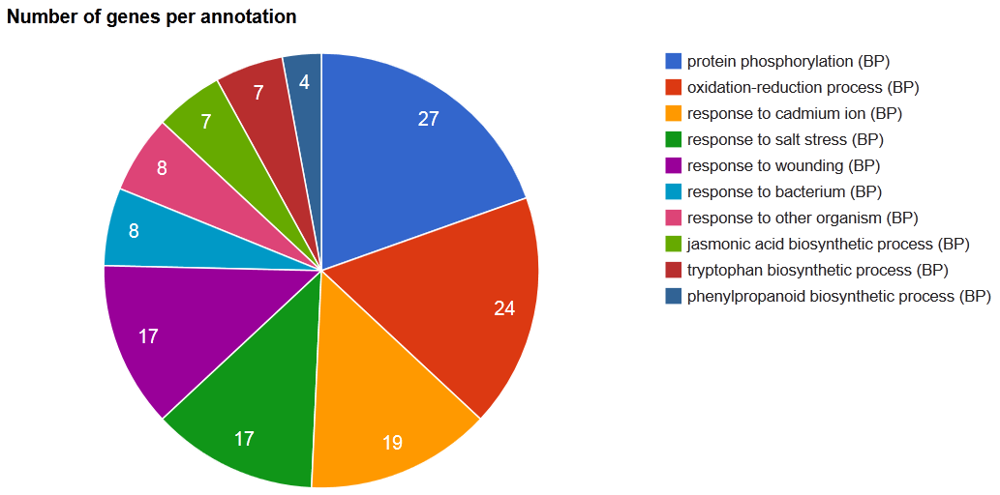 Number of genes per annotation
27
24
19
17
17
8
8
7
7
4
protein phosphorylation (BP)
oxidation-reduction process (BP)
response to cadmium ion (BP)
response to salt stress (BP)
response to wounding (BP)
response to bacterium (BP)
response to other organism (BP)
jasmonic acid biosynthetic process (BP)
tryptophan biosynthetic process (BP)
phenylpropanoid biosynthetic process (BP)